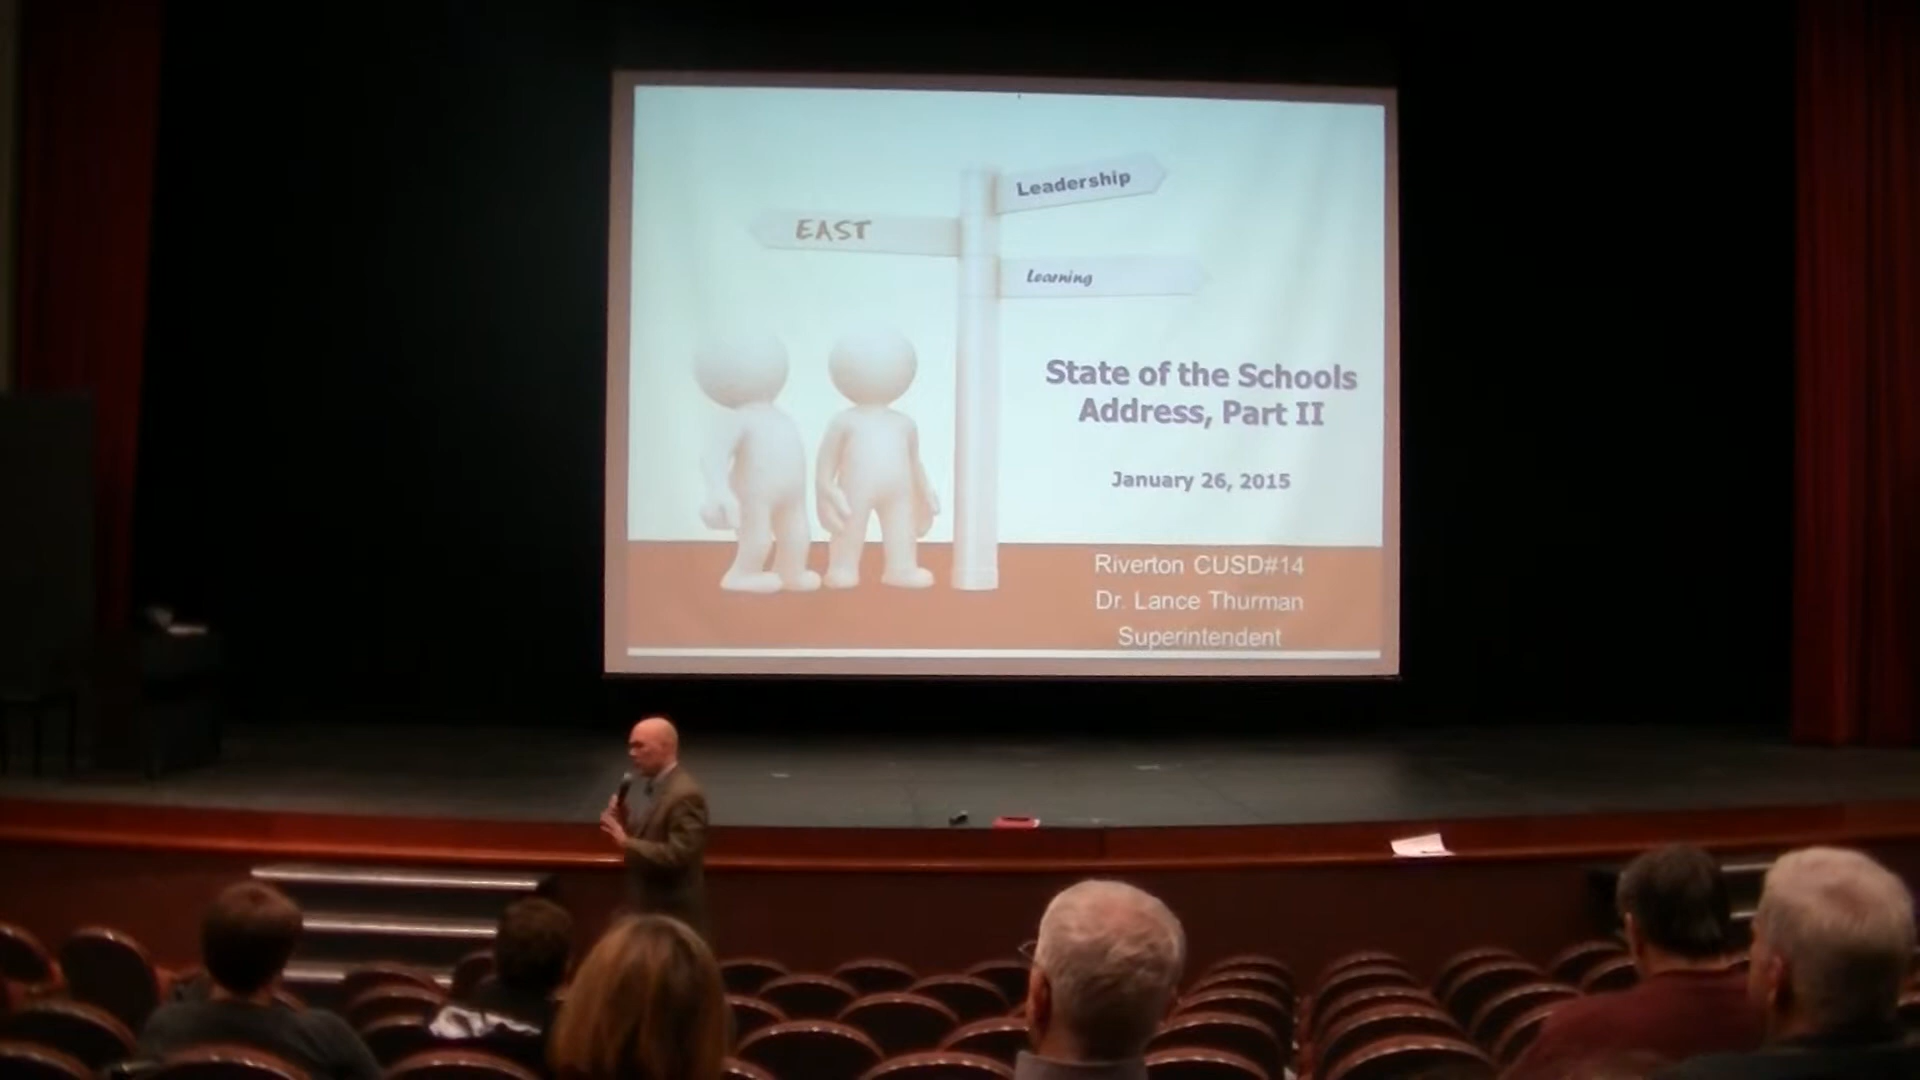 Leadership
EAST
Learning
State of the Schools
Address, Part II
January 26, 2015
Riverton CUSD#14
Dr. Lance Thurman
Superintendent